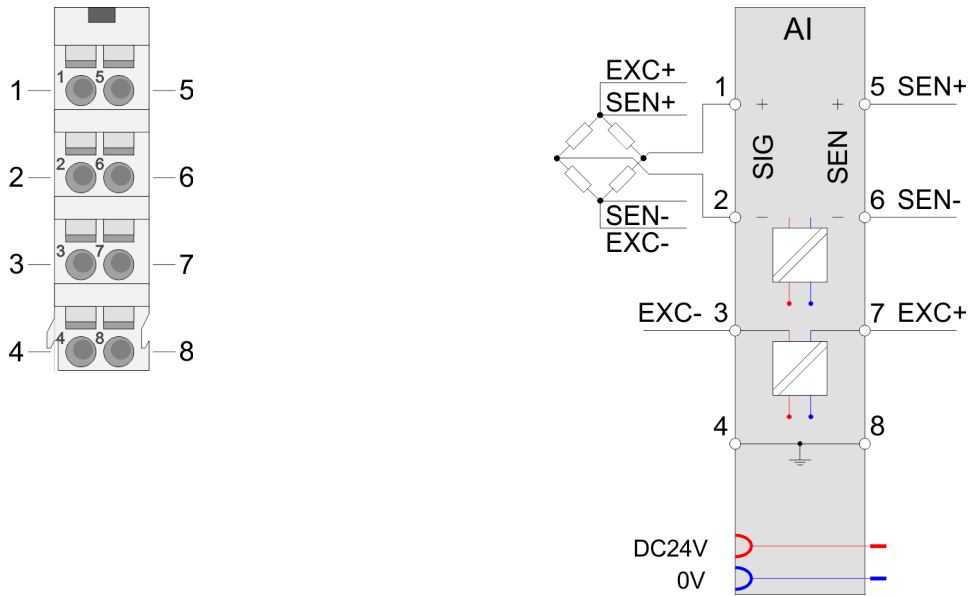 1 1 5 5
2 2 6 6
3 3 7 7
4 4 8 8
AI
EXC+
SEN+
1 + + 5 SEN+
SIG SEN
2 − − 6 SEN-
SEN-
EXC-
EXC- 3 7 EXC+
4 8
DC24V
0V